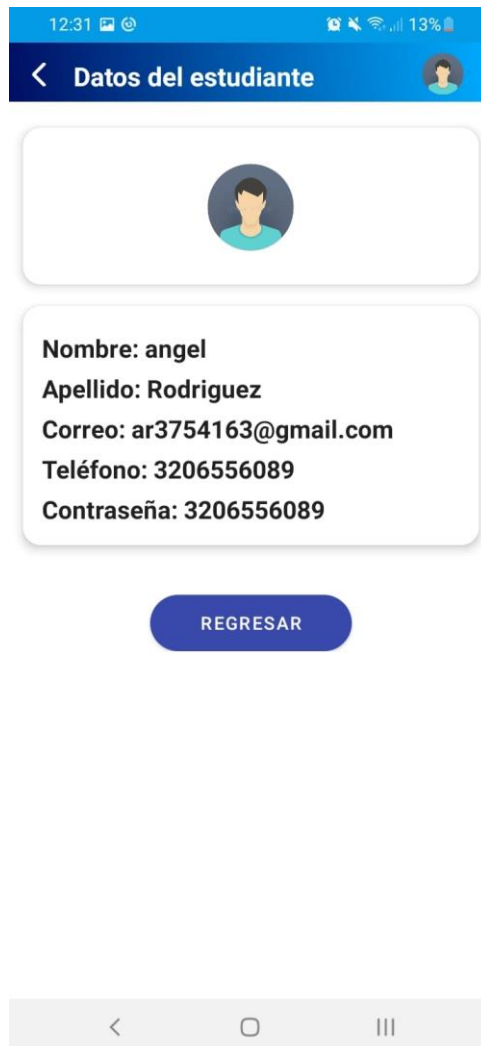 12:31 13%
Datos del estudiante
Nombre: angel
Apellido: Rodriguez
Correo: ar3754163@gmail.com
Teléfono: 3206556089
Contraseña: 3206556089
REGRESAR